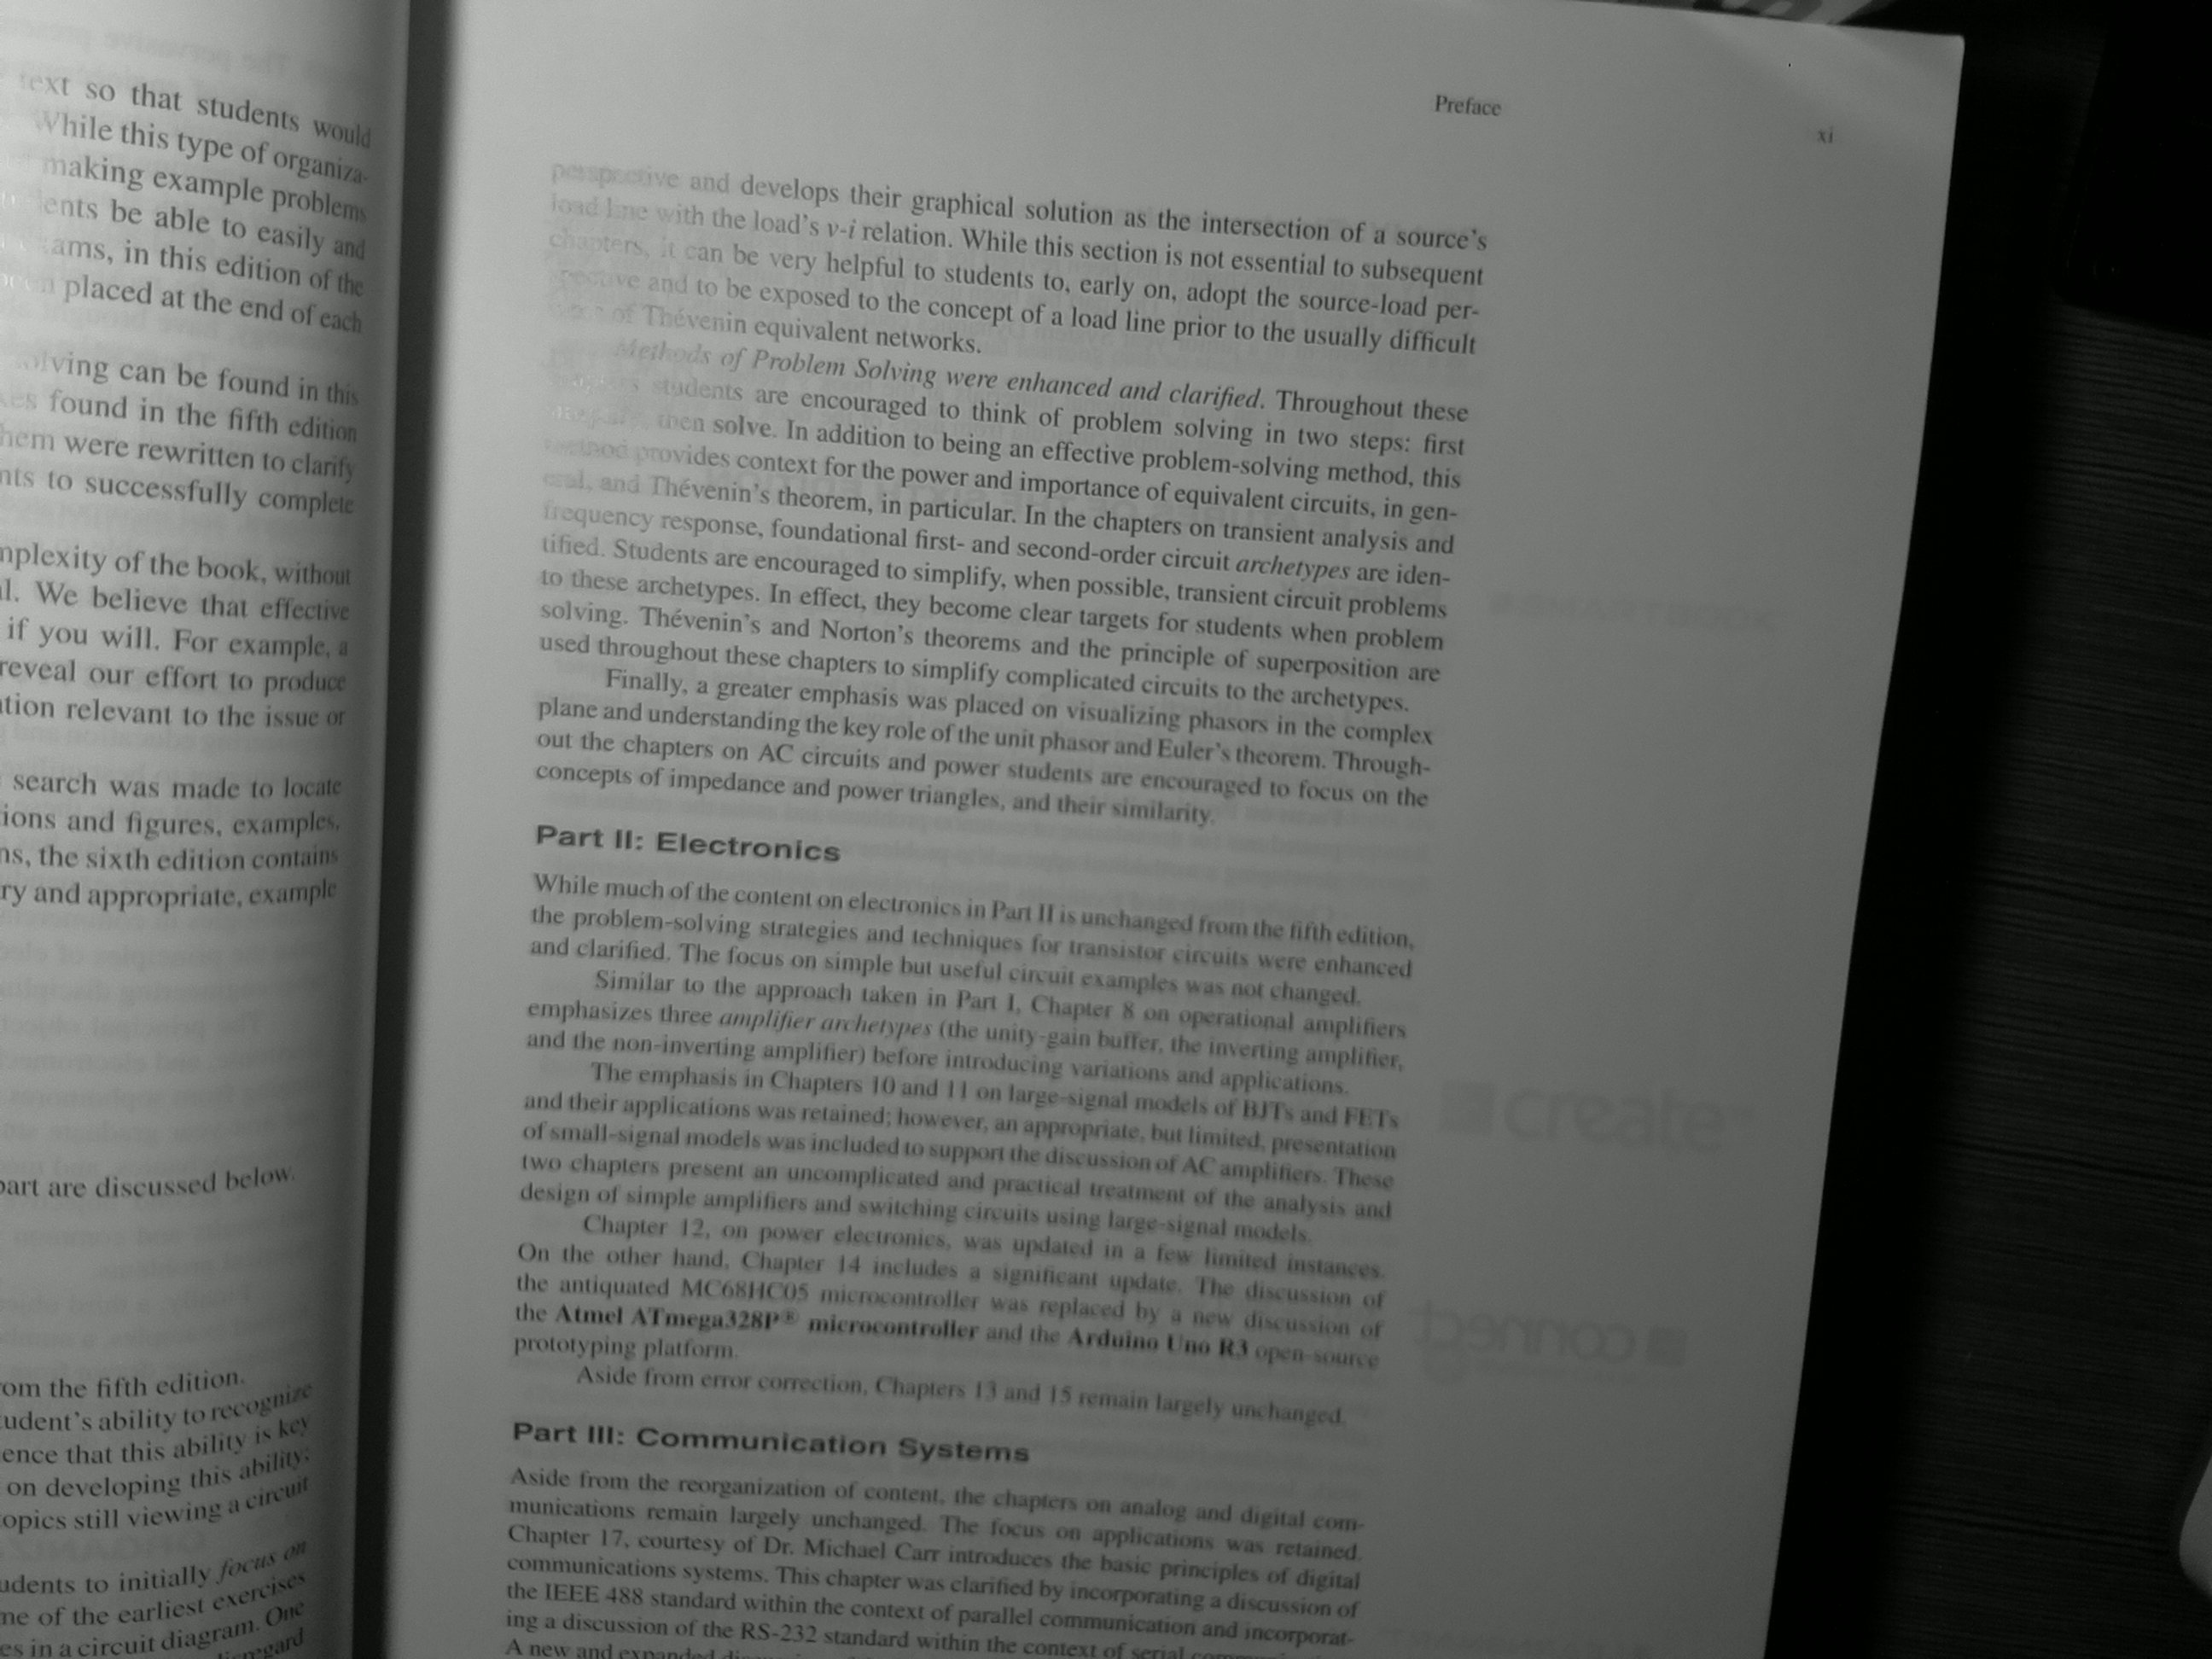 text so that students would
While this type of organiza-
making example problems
ents be able to easily and
ams, in this edition of the
placed at the end of each
olving can be found in this
found in the fifth edition
hem were rewritten to clarify
nts to successfully complete
mplexity of the book, without
l. We believe that effective
if you will. For example, a
reveal our effort to produce
ation relevant to the issue or
search was made to locate
ions and figures, examples,
ns, the sixth edition contains
ry and appropriate, example
part are discussed below.
om the fifth edition.
udent's ability to recognize
ence that this ability is key
on developing this ability;
opics still viewing a circuit
udents to initially focus on
me of the earliest exercises
es in a circuit diagram. One
Preface
xi
perspective and develops their graphical solution as the intersection of a source's
load line with the load's v-i relation. While this section is not essential to subsequent
chapters, it can be very helpful to students to, early on, adopt the source-load per-
spective and to be exposed to the concept of a load line prior to the usually difficult
of Thévenin equivalent networks.
Methods of Problem Solving were enhanced and clarified. Throughout these
students are encouraged to think of problem solving in two steps: first
then solve. In addition to being an effective problem-solving method, this
method provides context for the power and importance of equivalent circuits, in gen-
eral, and Thévenin's theorem, in particular. In the chapters on transient analysis and
frequency response, foundational first- and second-order circuit archetypes are iden-
tified. Students are encouraged to simplify, when possible, transient circuit problems
to these archetypes. In effect, they become clear targets for students when problem
solving. Thévenin's and Norton's theorems and the principle of superposition are
used throughout these chapters to simplify complicated circuits to the archetypes.
Finally, a greater emphasis was placed on visualizing phasors in the complex
plane and understanding the key role of the unit phasor and Euler's theorem. Through-
out the chapters on AC circuits and power students are encouraged to focus on the
concepts of impedance and power triangles, and their similarity.
Part II: Electronics
While much of the content on electronics in Part II is unchanged from the fifth edition,
the problem-solving strategies and techniques for transistor circuits were enhanced
and clarified. The focus on simple but useful circuit examples was not changed.
Similar to the approach taken in Part I, Chapter 8 on operational amplifiers
emphasizes three amplifier archetypes (the unity-gain buffer, the inverting amplifier,
and the non-inverting amplifier) before introducing variations and applications.
The emphasis in Chapters 10 and 11 on large-signal models of BJTs and FETs
and their applications was retained; however, an appropriate, but limited, presentation
of small-signal models was included to support the discussion of AC amplifiers. These
two chapters present an uncomplicated and practical treatment of the analysis and
design of simple amplifiers and switching circuits using large-signal models.
Chapter 12, on power electronics, was updated in a few limited instances.
On the other hand, Chapter 14 includes a significant update. The discussion of
the antiquated MC68HC05 microcontroller was replaced by a new discussion of
the Atmel ATmega328P® microcontroller and the Arduino Uno R3 open-source
prototyping platform.
Aside from error correction, Chapters 13 and 15 remain largely unchanged.
Part III: Communication Systems
Aside from the reorganization of content, the chapters on analog and digital com-
munications remain largely unchanged. The focus on applications was retained.
Chapter 17, courtesy of Dr. Michael Carr introduces the basic principles of digital
communications systems. This chapter was clarified by incorporating a discussion of
the IEEE 488 standard within the context of parallel communication and incorporat-
ing a discussion of the RS-232 standard within the context of serial
A new and expanded